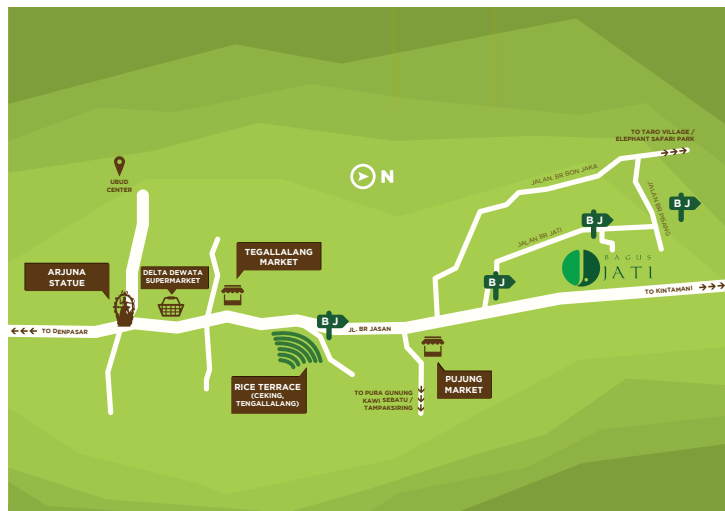 TO TARO VILLAGE /
ELEPHANT SAFARI PARK
JALAN. BR BON JAKA
JALAN BR PISANG
N
UBUD
CENTER
B J
B J
JALAN. BR JATI
TEGALLALANG
MARKET
BAGUS
JATI
ARJUNA
STATUE
DELTA DEWATA
SUPERMARKET
B J
TO KINTAMANI
B J
TO DENPASAR
JL. BR JASAN
RICE TERRACE
(CEKING,
TENGALLALANG)
PUJUNG
MARKET
TO PURA GUNUNG
KAWI SEBATU /
TAMPAKSIRING